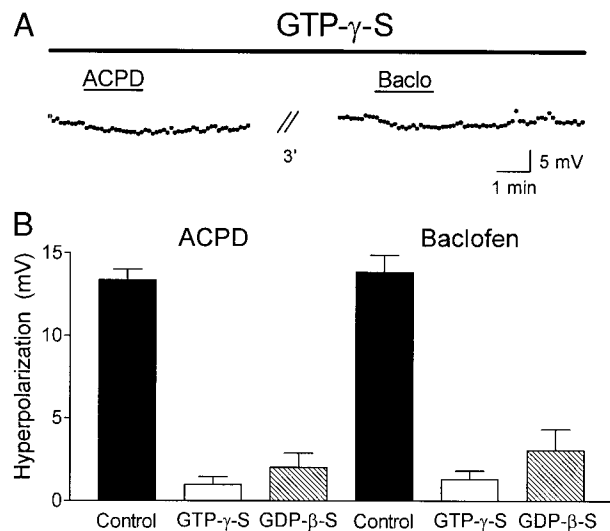 A
GTP-γ-S
ACPD
Baclo
3'
5 mV
1 min
B
ACPD
Baclofen
Hyperpolarization (mV)
15
10
5
0
Control
GTP-γ-S
GDP-β-S
Control
GTP-γ-S
GDP-β-S